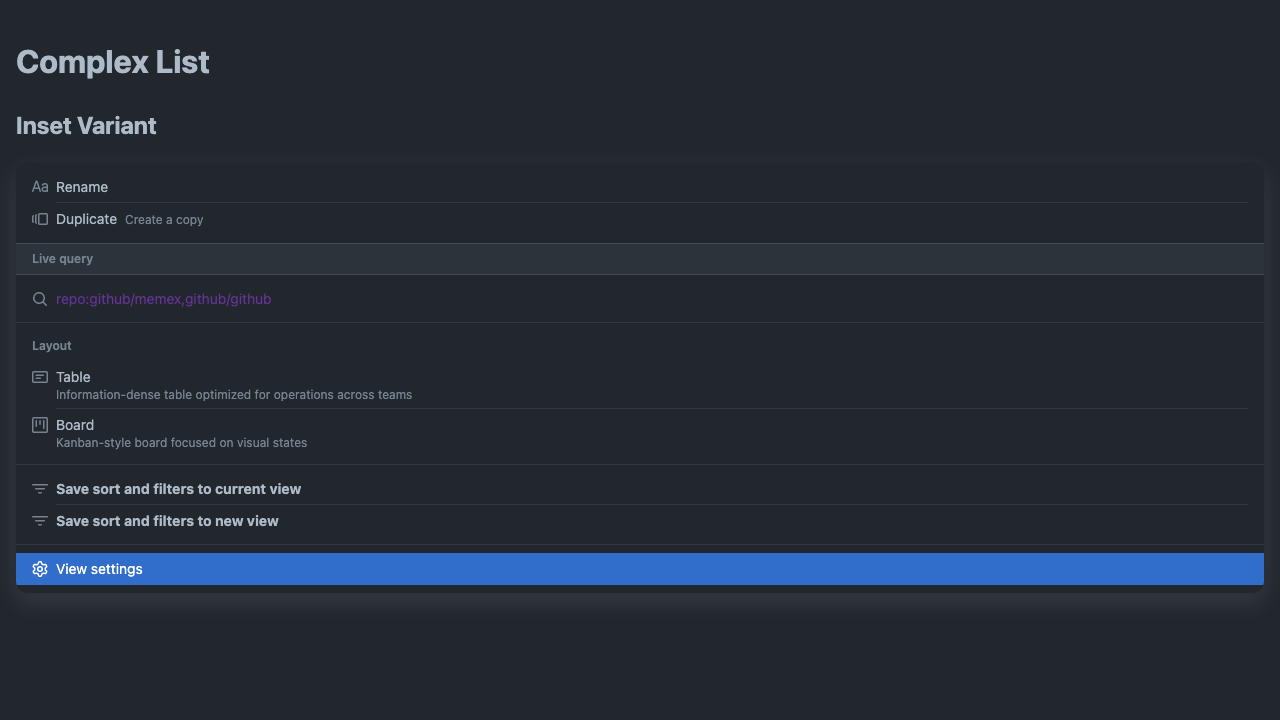 Complex List
Inset Variant
Aa Rename
Duplicate Create a copy
Live query
repo:github/memex,github/github
Layout
Table
Information-dense table optimized for operations across teams
Board
Kanban-style board focused on visual states
Save sort and filters to current view
Save sort and filters to new view
View settings